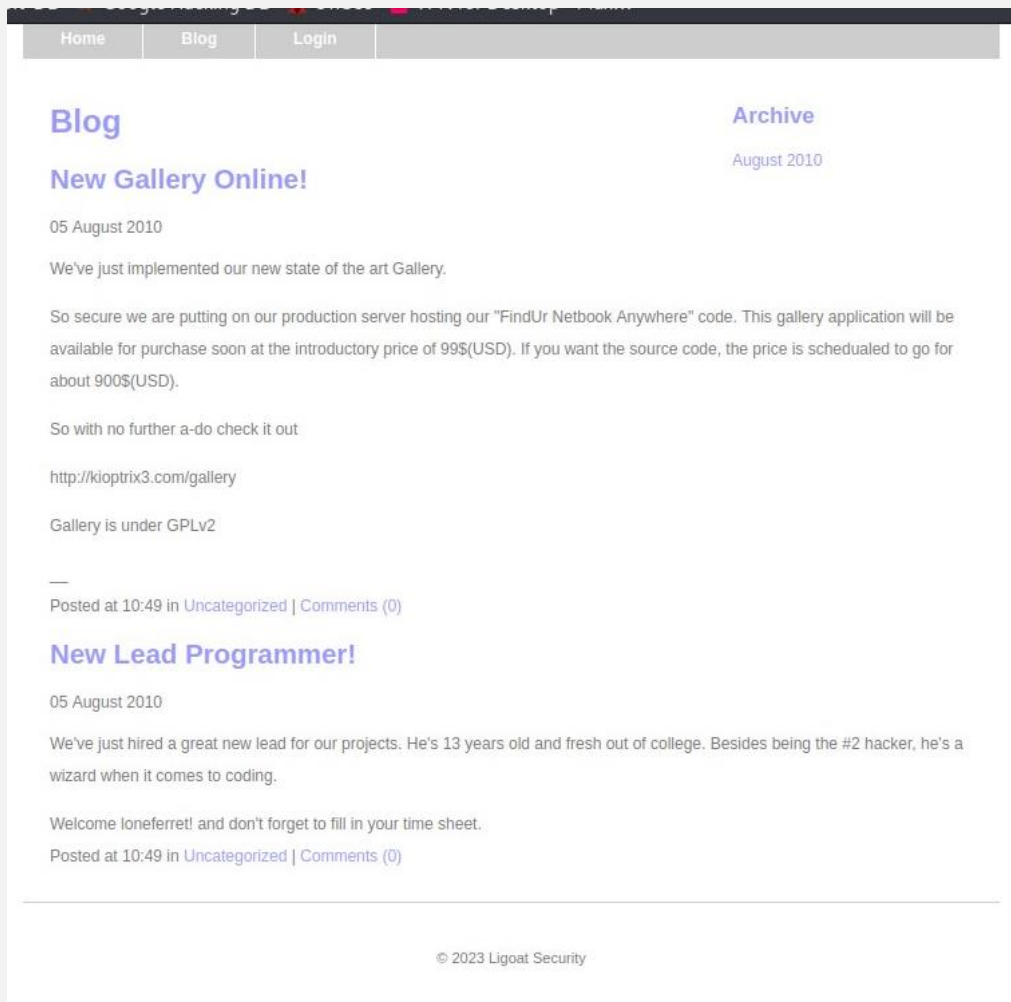 Home Blog Login
Blog
New Gallery Online!
05 August 2010
We've just implemented our new state of the art Gallery.
So secure we are putting on our production server hosting our "FindUr Netbook Anywhere" code. This gallery application will be
available for purchase soon at the introductory price of 99$(USD). If you want the source code, the price is schedualed to go for
about 900$(USD).
So with no further a-do check it out
http://kioptrix3.com/gallery
Gallery is under GPLv2
__
Posted at 10:49 in Uncategorized | Comments (0)
New Lead Programmer!
05 August 2010
We've just hired a great new lead for our projects. He's 13 years old and fresh out of college. Besides being the #2 hacker, he's a
wizard when it comes to coding.
Welcome loneferret! and don't forget to fill in your time sheet.
Posted at 10:49 in Uncategorized | Comments (0)
Archive
August 2010
© 2023 Ligoat Security